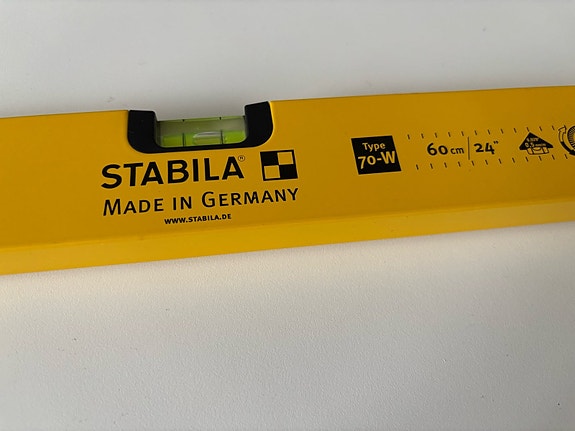 STABILA®
MADE IN GERMANY
WWW.STABILA.DE
Type
70-W
60 cm | 24"